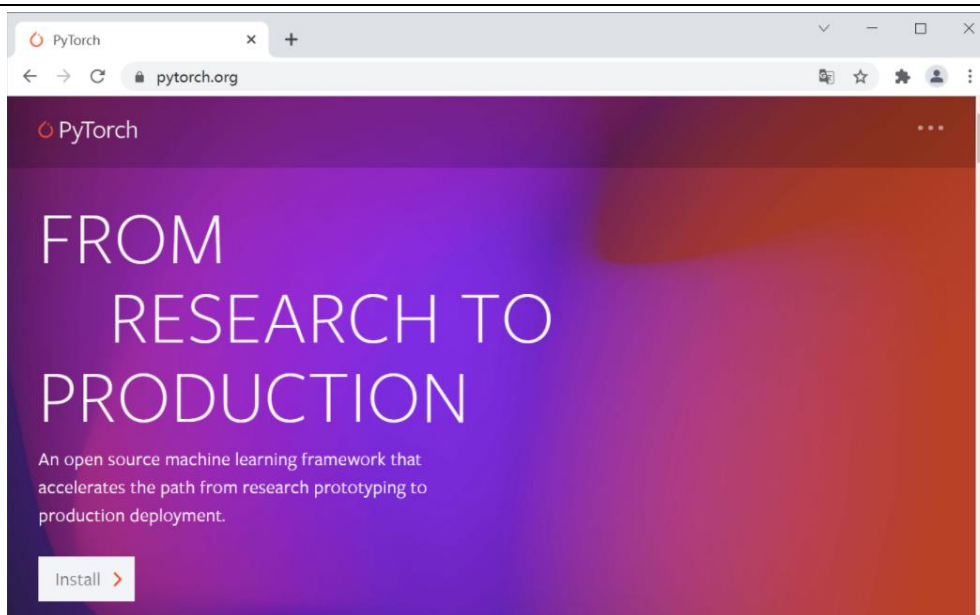 PyTorch
pytorch.org
PyTorch
FROM
RESEARCH TO
PRODUCTION
An open source machine learning framework that
accelerates the path from research prototyping to
production deployment.
Install